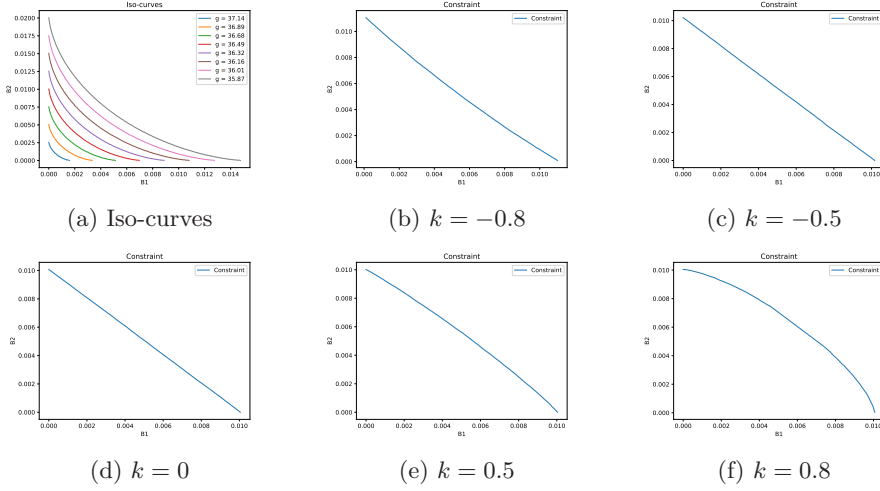 Iso-curves
B2
0.0200
0.0175
0.0150
0.0125
0.0100
0.0075
0.0050
0.0025
0.0000
g = 37.14
g = 36.89
g = 36.68
g = 36.49
g = 36.32
g = 36.16
g = 36.01
g = 35.87
0.000 0.002 0.004 0.006 0.008 0.010 0.012 0.014
B1
(a) Iso-curves
Constraint
Constraint
B2
0.010
0.008
0.006
0.004
0.002
0.000
0.000 0.002 0.004 0.006 0.008 0.010
B1
(b) k = −0.8
Constraint
Constraint
B2
0.010
0.008
0.006
0.004
0.002
0.000
0.000 0.002 0.004 0.006 0.008 0.010
B1
(c) k = −0.5
Constraint
Constraint
B2
0.010
0.008
0.006
0.004
0.002
0.000
0.000 0.002 0.004 0.006 0.008 0.010
B1
(d) k = 0
Constraint
Constraint
B2
0.010
0.008
0.006
0.004
0.002
0.000
0.000 0.002 0.004 0.006 0.008 0.010
B1
(e) k = 0.5
Constraint
Constraint
B2
0.010
0.008
0.006
0.004
0.002
0.000
0.000 0.002 0.004 0.006 0.008 0.010
B1
(f) k = 0.8